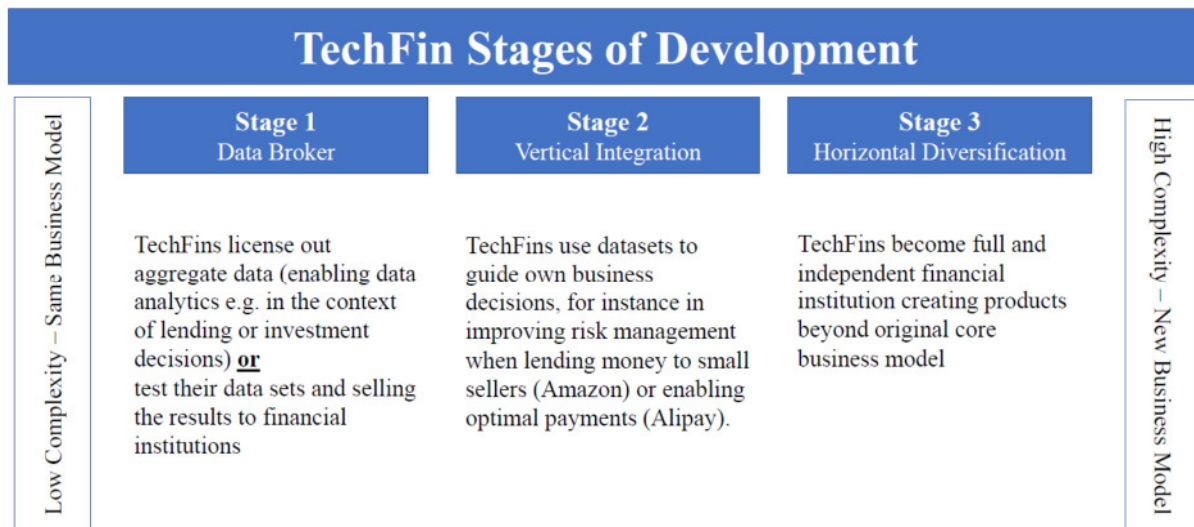 TechFin Stages of Development
Low Complexity – Same Business Model
Stage 1
Data Broker
TechFins license out
aggregate data (enabling data
analytics e.g. in the context
of lending or investment
decisions) or
test their data sets and selling
the results to financial
institutions
Stage 2
Vertical Integration
TechFins use datasets to
guide own business
decisions, for instance in
improving risk management
when lending money to small
sellers (Amazon) or enabling
optimal payments (Alipay).
Stage 3
Horizontal Diversification
TechFins become full and
independent financial
institution creating products
beyond original core
business model
High Complexity – New Business Model